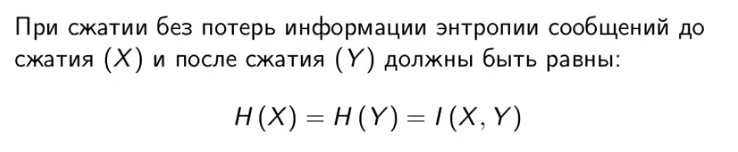 При сжатии без потерь информации энтропии сообщений до
сжатия (X) и после сжатия (Y) должны быть равны:
H (X) = H (Y) = I (X, Y)